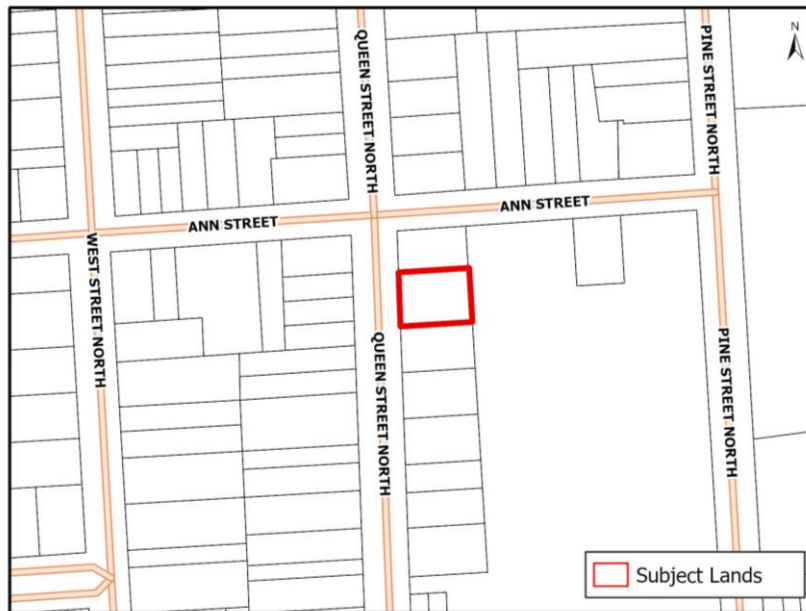 N
QUEEN STREET NORTH
PINE STREET NORTH
ANN STREET
ANN STREET
WEST STREET NORTH
QUEEN STREET NORTH
PINE STREET NORTH
Subject Lands